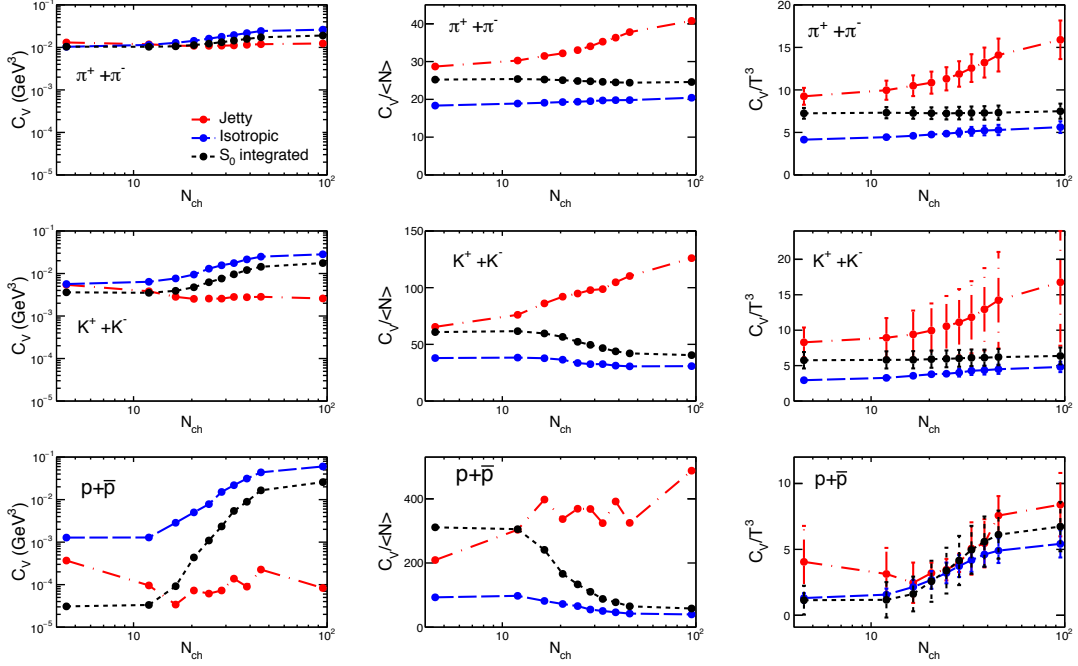 C_V (GeV³)
10⁻¹
10⁻²
10⁻³
10⁻⁴
10⁻⁵
π⁺ +π⁻
Jetty
Isotropic
S₀ integrated
10
10²
N_ch
C_V/<N>
40
20
0
π⁺ +π⁻
10
10²
N_ch
C_V/T³
20
15
10
5
0
π⁺ +π⁻
10
10²
N_ch
C_V (GeV³)
10⁻¹
10⁻²
10⁻³
10⁻⁴
10⁻⁵
K⁺ +K⁻
10
10²
N_ch
C_V/<N>
150
100
50
0
K⁺ +K⁻
10
10²
N_ch
C_V/T³
20
15
10
5
0
K⁺ +K⁻
10
10²
N_ch
C_V (GeV³)
10⁻¹
10⁻²
10⁻³
10⁻⁴
10⁻⁵
p+p̅
10
10²
N_ch
C_V/<N>
400
200
0
p+p̅
10
10²
N_ch
C_V/T³
10
5
0
p+p̅
10
10²
N_ch